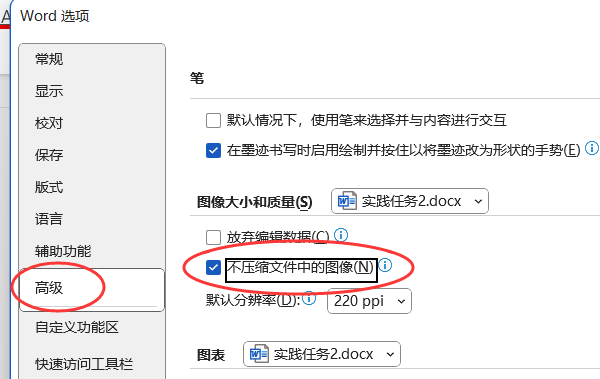 Word 选项
常规
显示
校对
保存
版式
语言
辅助功能
高级
自定义功能区
快速访问工具栏
笔
默认情况下，使用笔来选择并与内容进行交互
在墨迹书写时启用绘制并按住以将墨迹改为形状的手势(E)
图像大小和质量(S) 实践任务2.docx
放弃编辑数据(C)
不压缩文件中的图像(N)
默认分辨率(D): 220 ppi
图表 实践任务2.docx